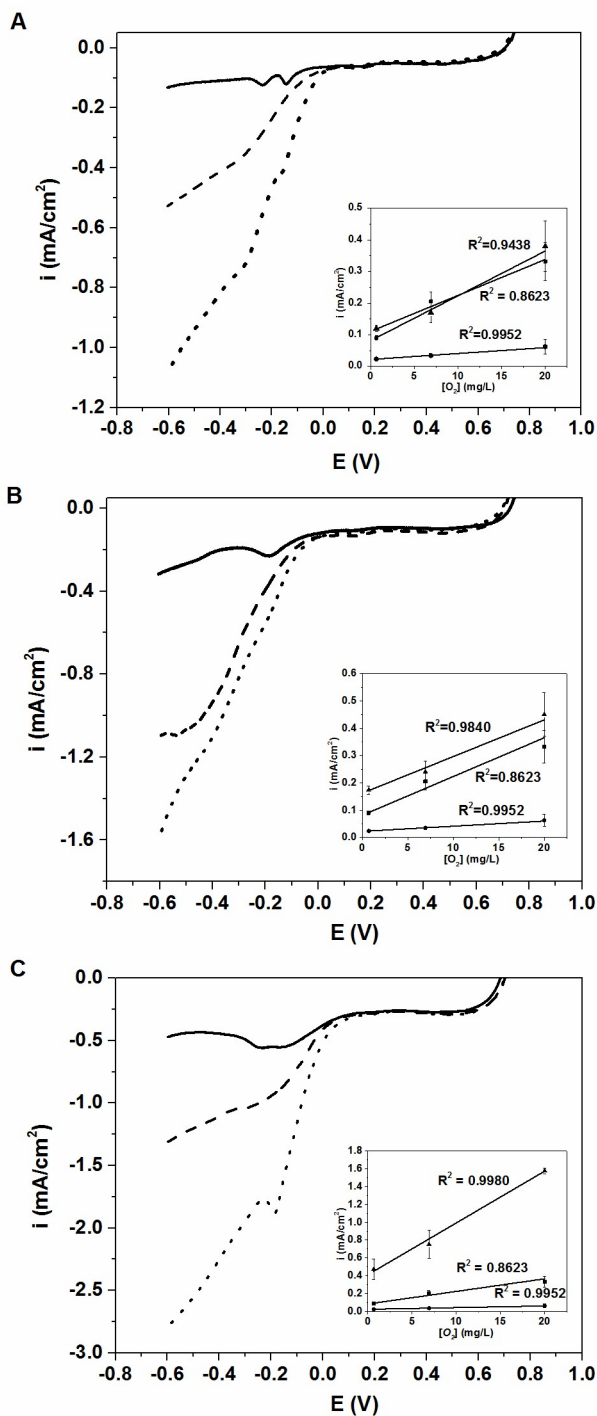 A
0.0
-0.2
-0.4
-0.6
-0.8
-1.0
-1.2
i (mA/cm²)
-0.8 -0.6 -0.4 -0.2 0.0 0.2 0.4 0.6 0.8 1.0
E (V)
0.5
0.4
0.3
0.2
0.1
0.0
i (mA/cm²)
R²=0.9438
R² = 0.8623
R²=0.9952
0 5 10 15 20
[O₂] (mg/L)
B
0.0
-0.4
-0.8
-1.2
-1.6
i (mA/cm²)
-0.8 -0.6 -0.4 -0.2 0.0 0.2 0.4 0.6 0.8 1.0
E (V)
0.6
0.5
0.4
0.3
0.2
0.1
0.0
i (mA/cm²)
R²=0.9840
R²=0.8623
R²=0.9952
0 5 10 15 20
[O₂] (mg/L)
C
0.0
-0.5
-1.0
-1.5
-2.0
-2.5
-3.0
i (mA/cm²)
-0.8 -0.6 -0.4 -0.2 0.0 0.2 0.4 0.6 0.8 1.0
E (V)
1.8
1.6
1.4
1.2
1.0
0.8
0.6
0.4
0.2
0.0
i (mA/cm²)
R² = 0.9980
R² = 0.8623
R² = 0.9952
0 5 10 15 20
[O₂] (mg/L)